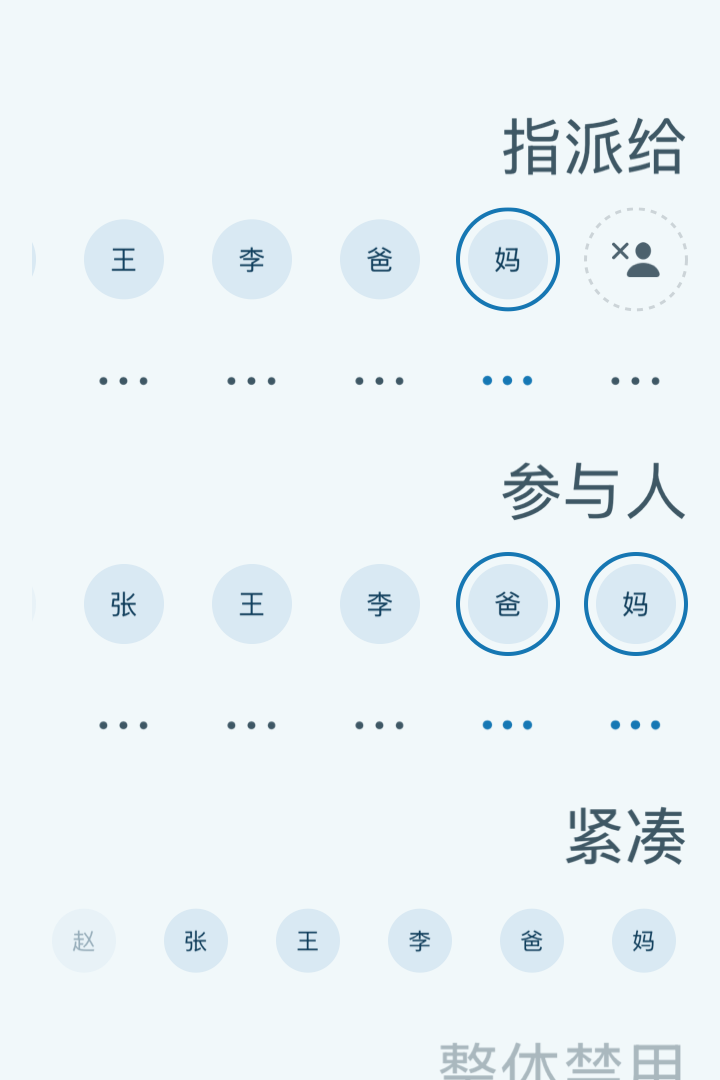 指派给
王 李 爸 妈
参与人
张 王 李 爸 妈
紧凑
赵 张 王 李 爸 妈
整体禁用